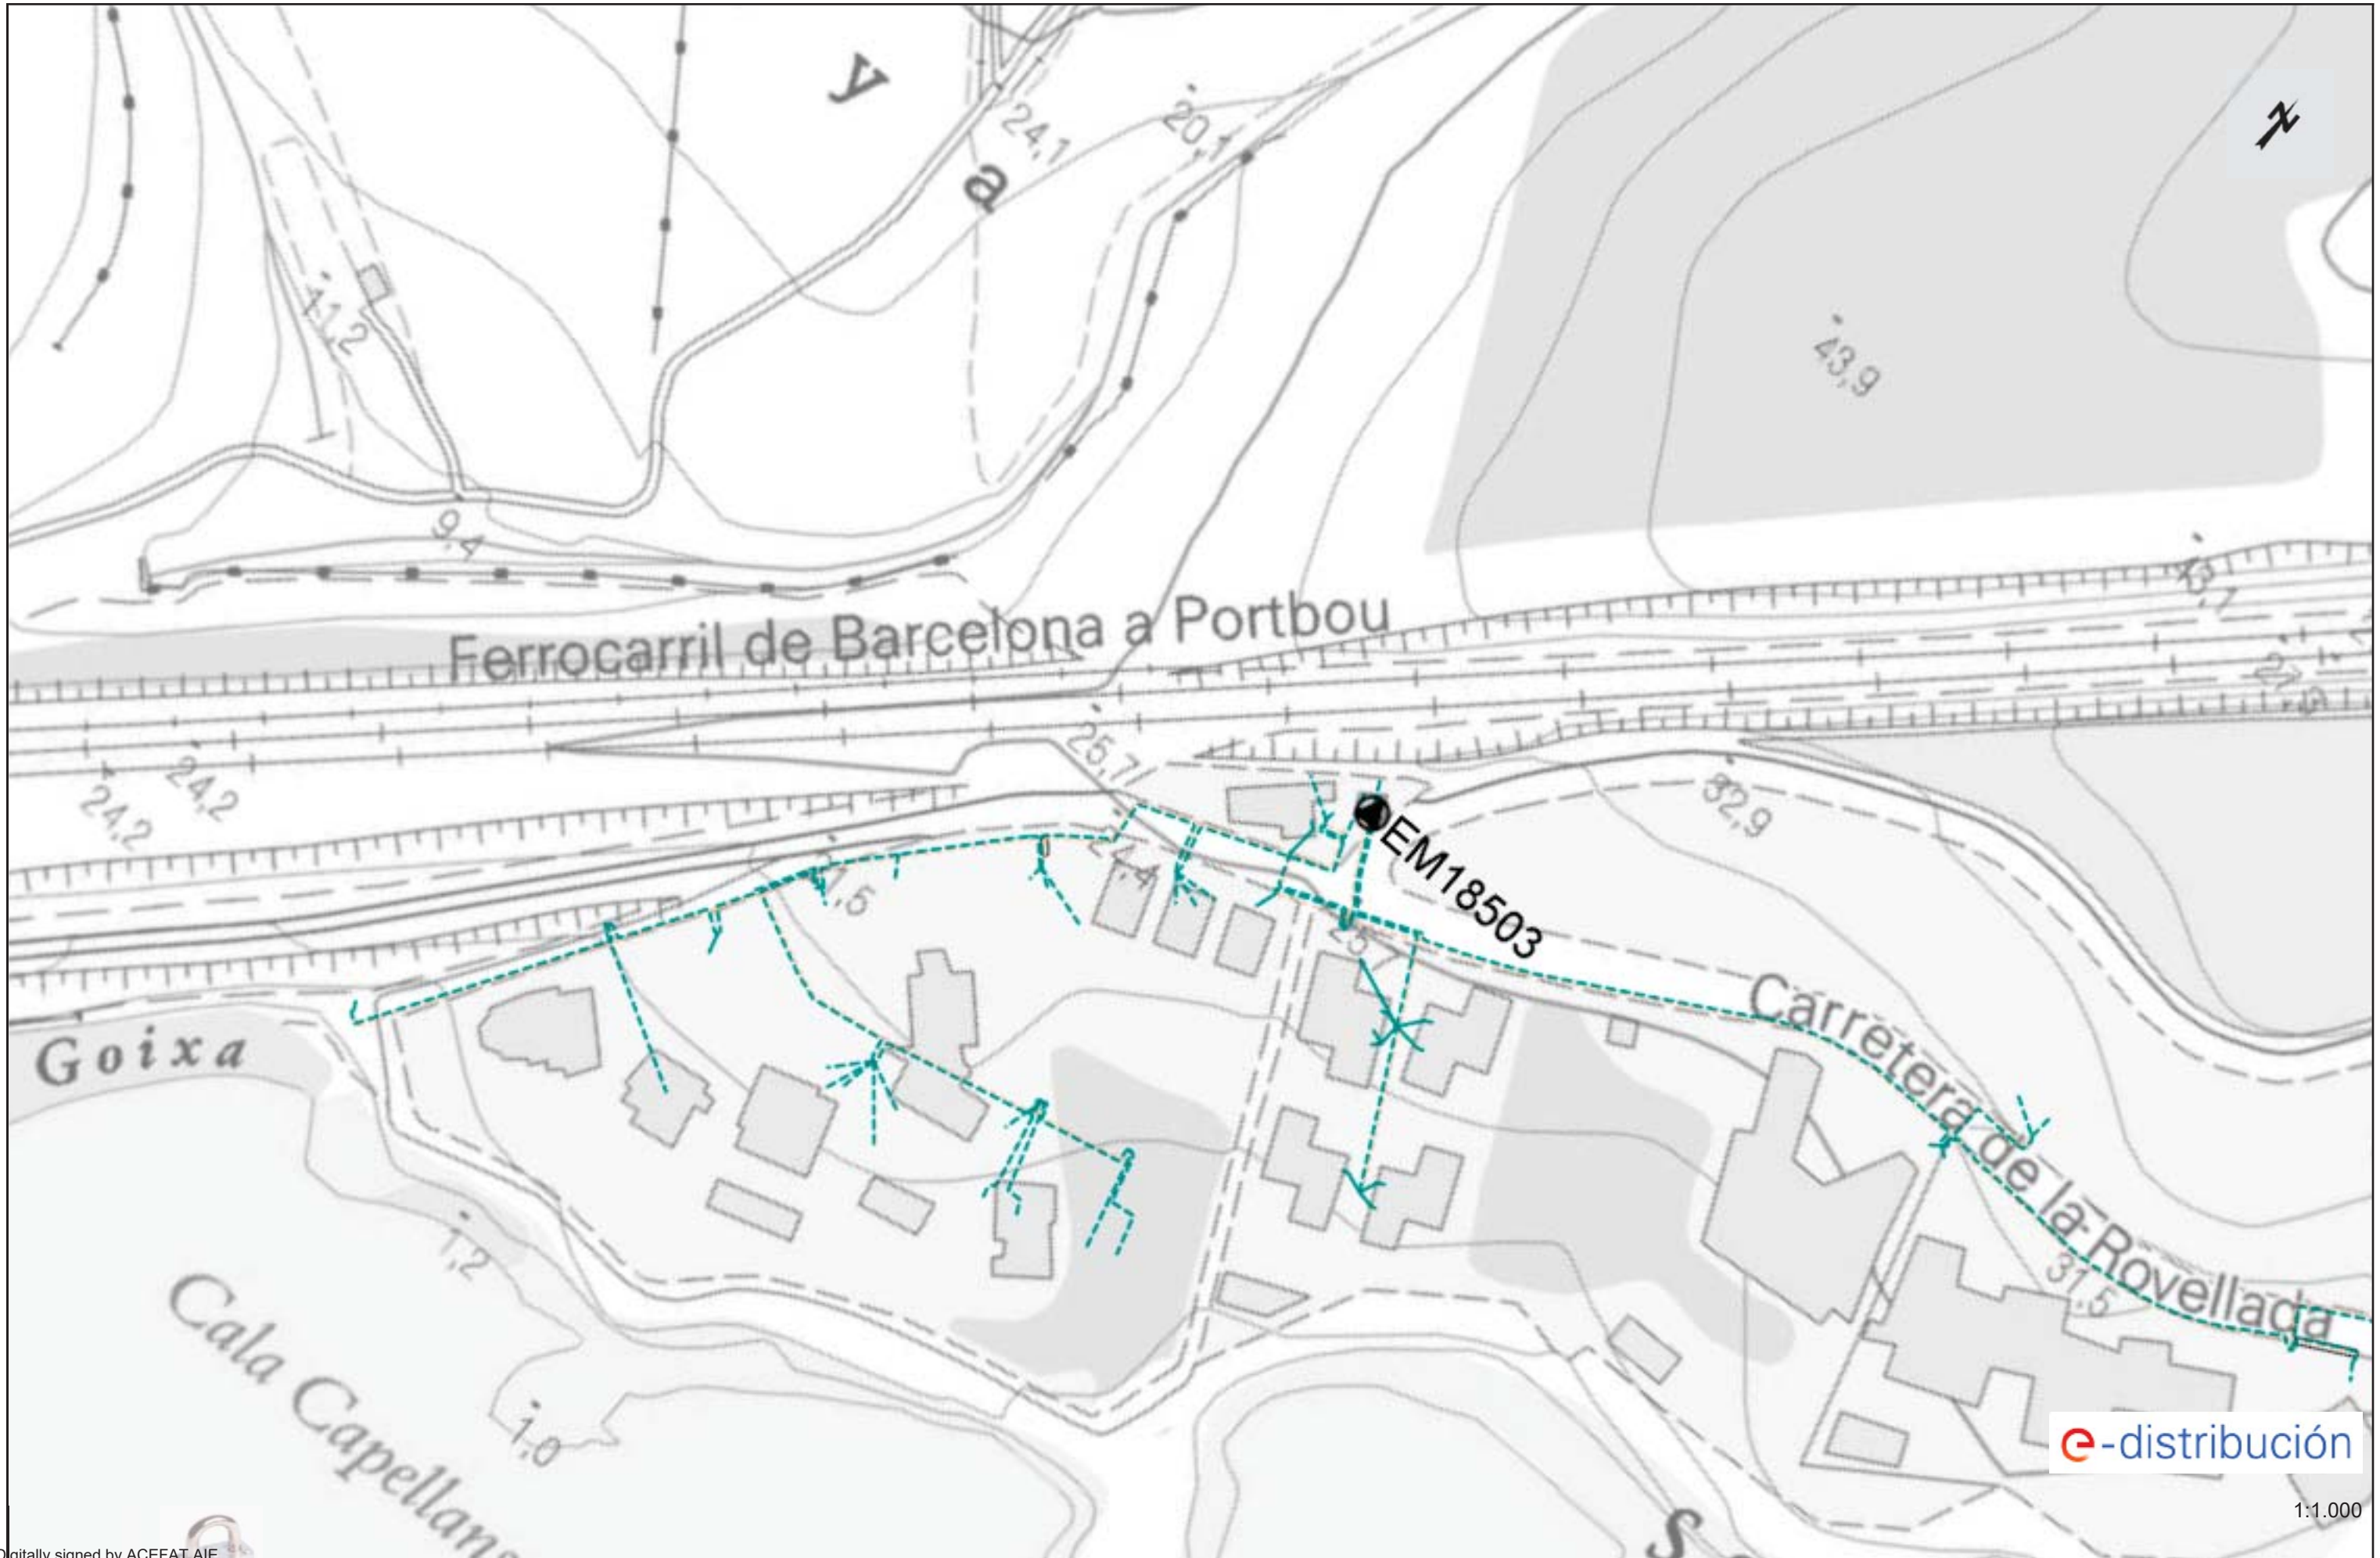 y
a
24,1
20,1
11,2
43,9
9,4
Ferrocarril de Barcelona a Portbou
25,7
24,2
24,2
32,9
EM18503
Carretera de la Rovellada
Goixa
31,5
1,2
1,0
Cala Capellans
S
e-distribución
1:1.000
Digitally signed by ACEFAT AIE